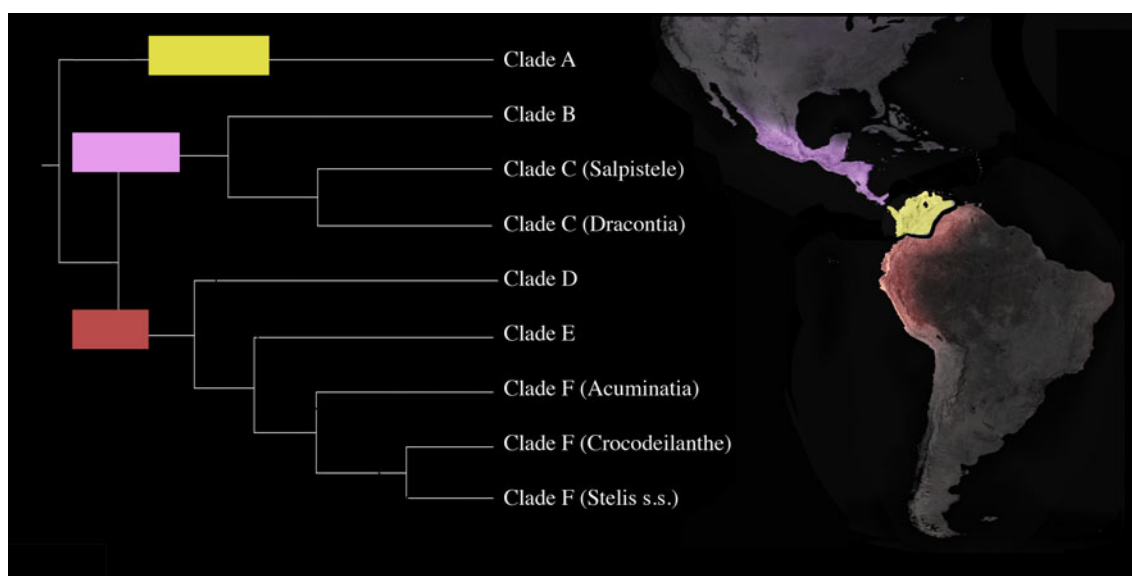 Clade A
Clade B
Clade C (Salpistele)
Clade C (Dracontia)
Clade D
Clade E
Clade F (Acuminatia)
Clade F (Crocodeilanthe)
Clade F (Stelis s.s.)